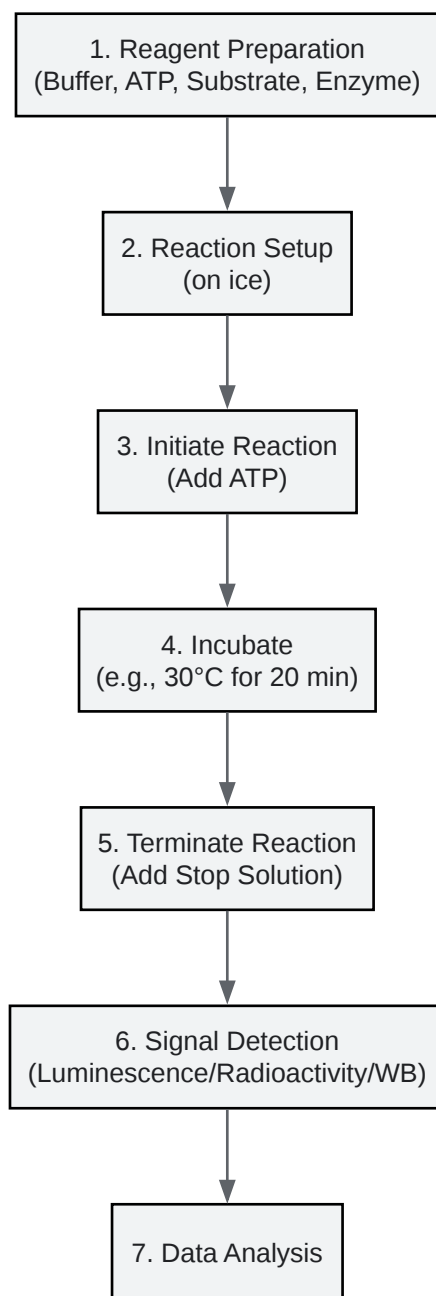 1. Reagent Preparation
(Buffer, ATP, Substrate, Enzyme)
2. Reaction Setup
(on ice)
3. Initiate Reaction
(Add ATP)
4. Incubate
(e.g., 30°C for 20 min)
5. Terminate Reaction
(Add Stop Solution)
6. Signal Detection
(Luminescence/Radioactivity/WB)
7. Data Analysis